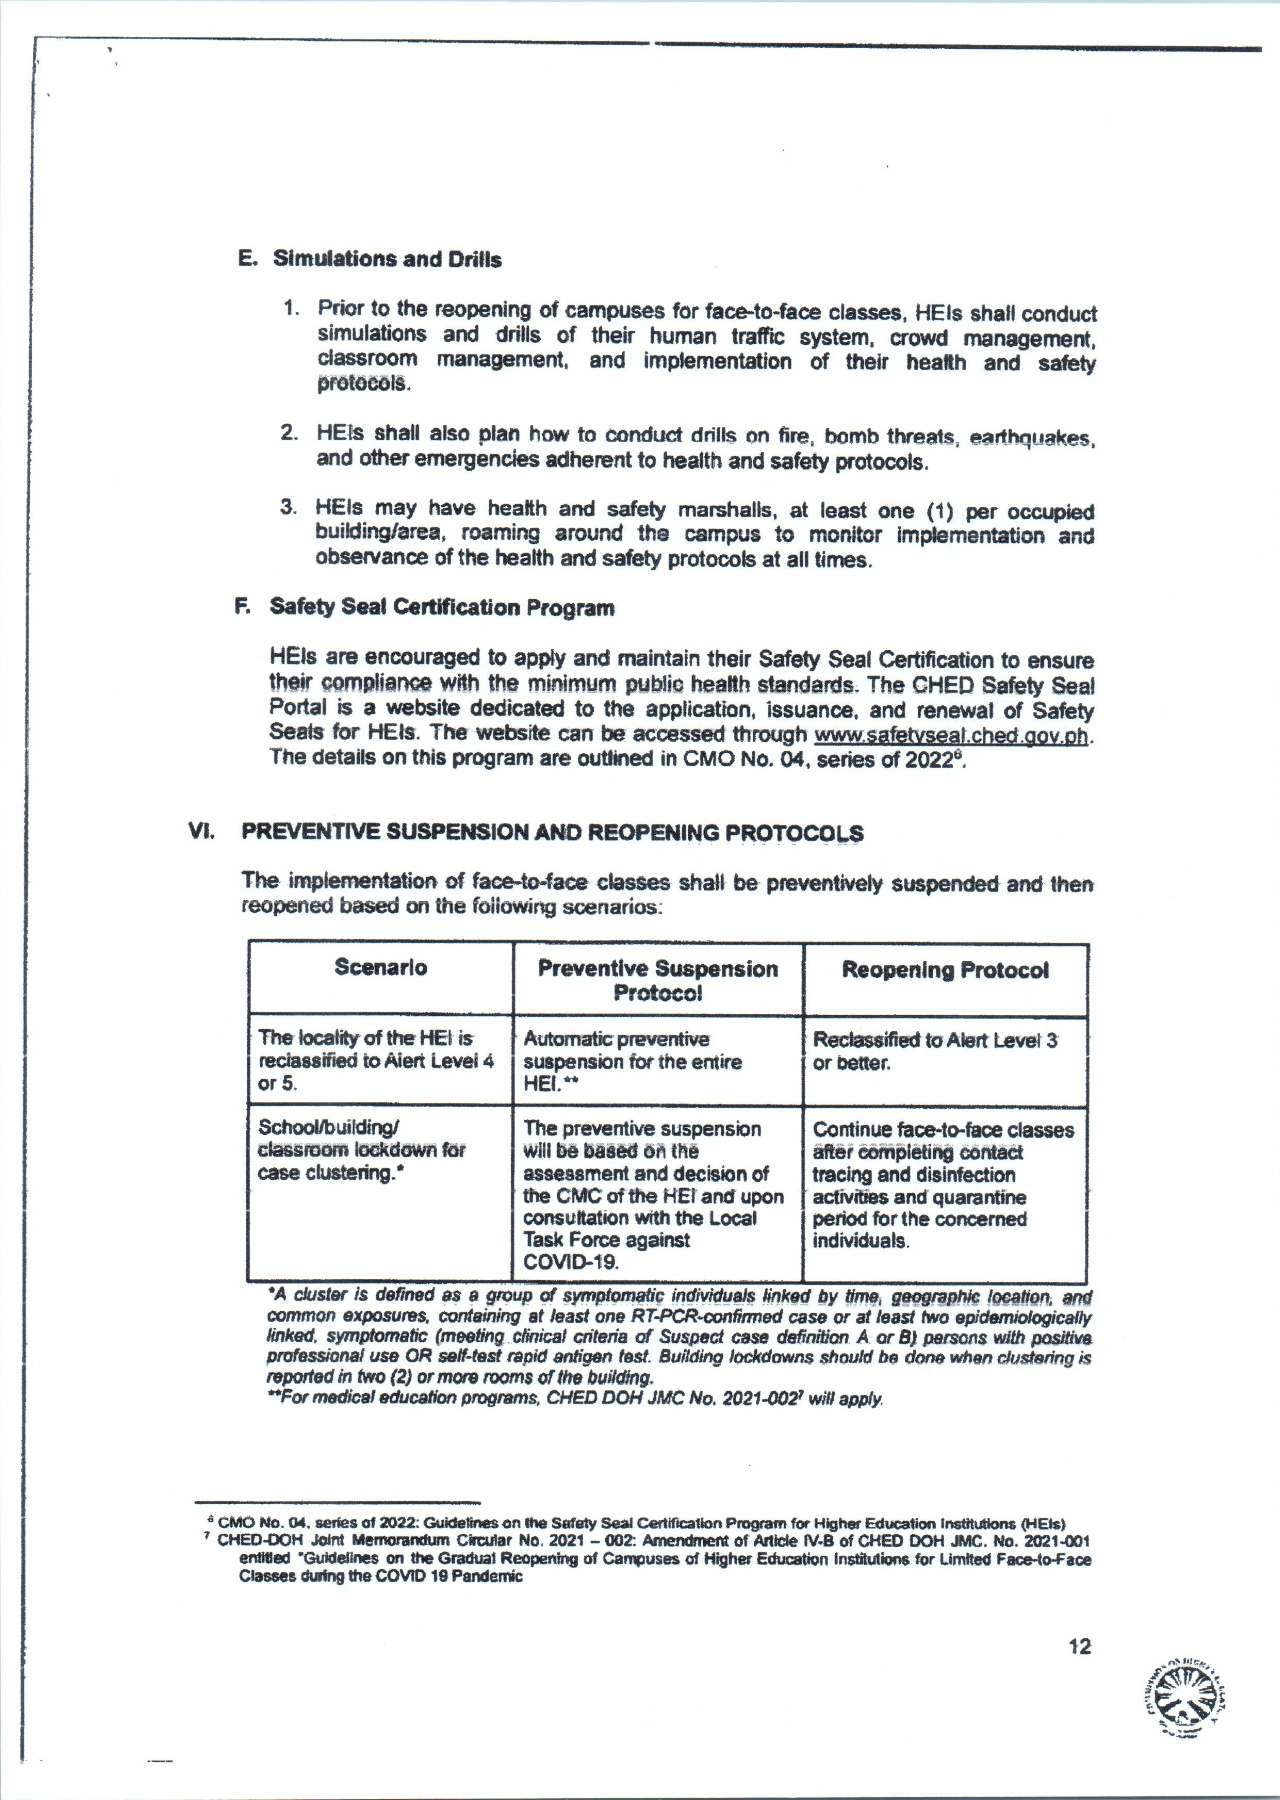 E. Simulations and Drills
1. Prior to the reopening of campuses for face-to-face classes, HEIs shall conduct
simulations and drills of their human traffic system, crowd management,
classroom management, and implementation of their health and safety
protocols.
2. HEIs shall also plan how to conduct drills on fire, bomb threats, earthquakes,
and other emergencies adherent to health and safety protocols.
3. HEIs may have health and safety marshalls, at least one (1) per occupied
building/area, roaming around the campus to monitor implementation and
observance of the health and safety protocols at all times.
F. Safety Seal Certification Program
HEIs are encouraged to apply and maintain their Safety Seal Certification to ensure
their compliance with the minimum public health standards. The CHED Safety Seal
Portal is a website dedicated to the application, issuance, and renewal of Safety
Seals for HEIs. The website can be accessed through www.safetyseal.ched.gov.ph.
The details on this program are outlined in CMO No. 04, series of 2022⁶.
VI. PREVENTIVE SUSPENSION AND REOPENING PROTOCOLS
The implementation of face-to-face classes shall be preventively suspended and then
reopened based on the following scenarios:
Scenario
Preventive Suspension
Protocol
Reopening Protocol
The locality of the HEI is
reclassified to Alert Level 4
or 5.
Automatic preventive
suspension for the entire
HEI.**
Reclassified to Alert Level 3
or better.
School/building/
classroom lockdown for
case clustering.*
The preventive suspension
will be based on the
assessment and decision of
the CMC of the HEI and upon
consultation with the Local
Task Force against
COVID-19.
Continue face-to-face classes
after completing contact
tracing and disinfection
activities and quarantine
period for the concerned
individuals.
*A cluster is defined as a group of symptomatic individuals linked by time, geographic location, and
common exposures, containing at least one RT-PCR-confirmed case or at least two epidemiologically
linked, symptomatic (meeting clinical criteria of Suspect case definition A or B) persons with positive
professional use OR self-test rapid antigen test. Building lockdowns should be done when clustering is
reported in two (2) or more rooms of the building.
**For medical education programs, CHED DOH JMC No. 2021-002⁷ will apply.
⁶ CMO No. 04, series of 2022: Guidelines on the Safety Seal Certification Program for Higher Education Institutions (HEIs)
⁷ CHED-DOH Joint Memorandum Circular No. 2021 – 002: Amendment of Article IV-B of CHED DOH JMC. No. 2021-001
entitled "Guidelines on the Gradual Reopening of Campuses of Higher Education Institutions for Limited Face-to-Face
Classes during the COVID 19 Pandemic
12